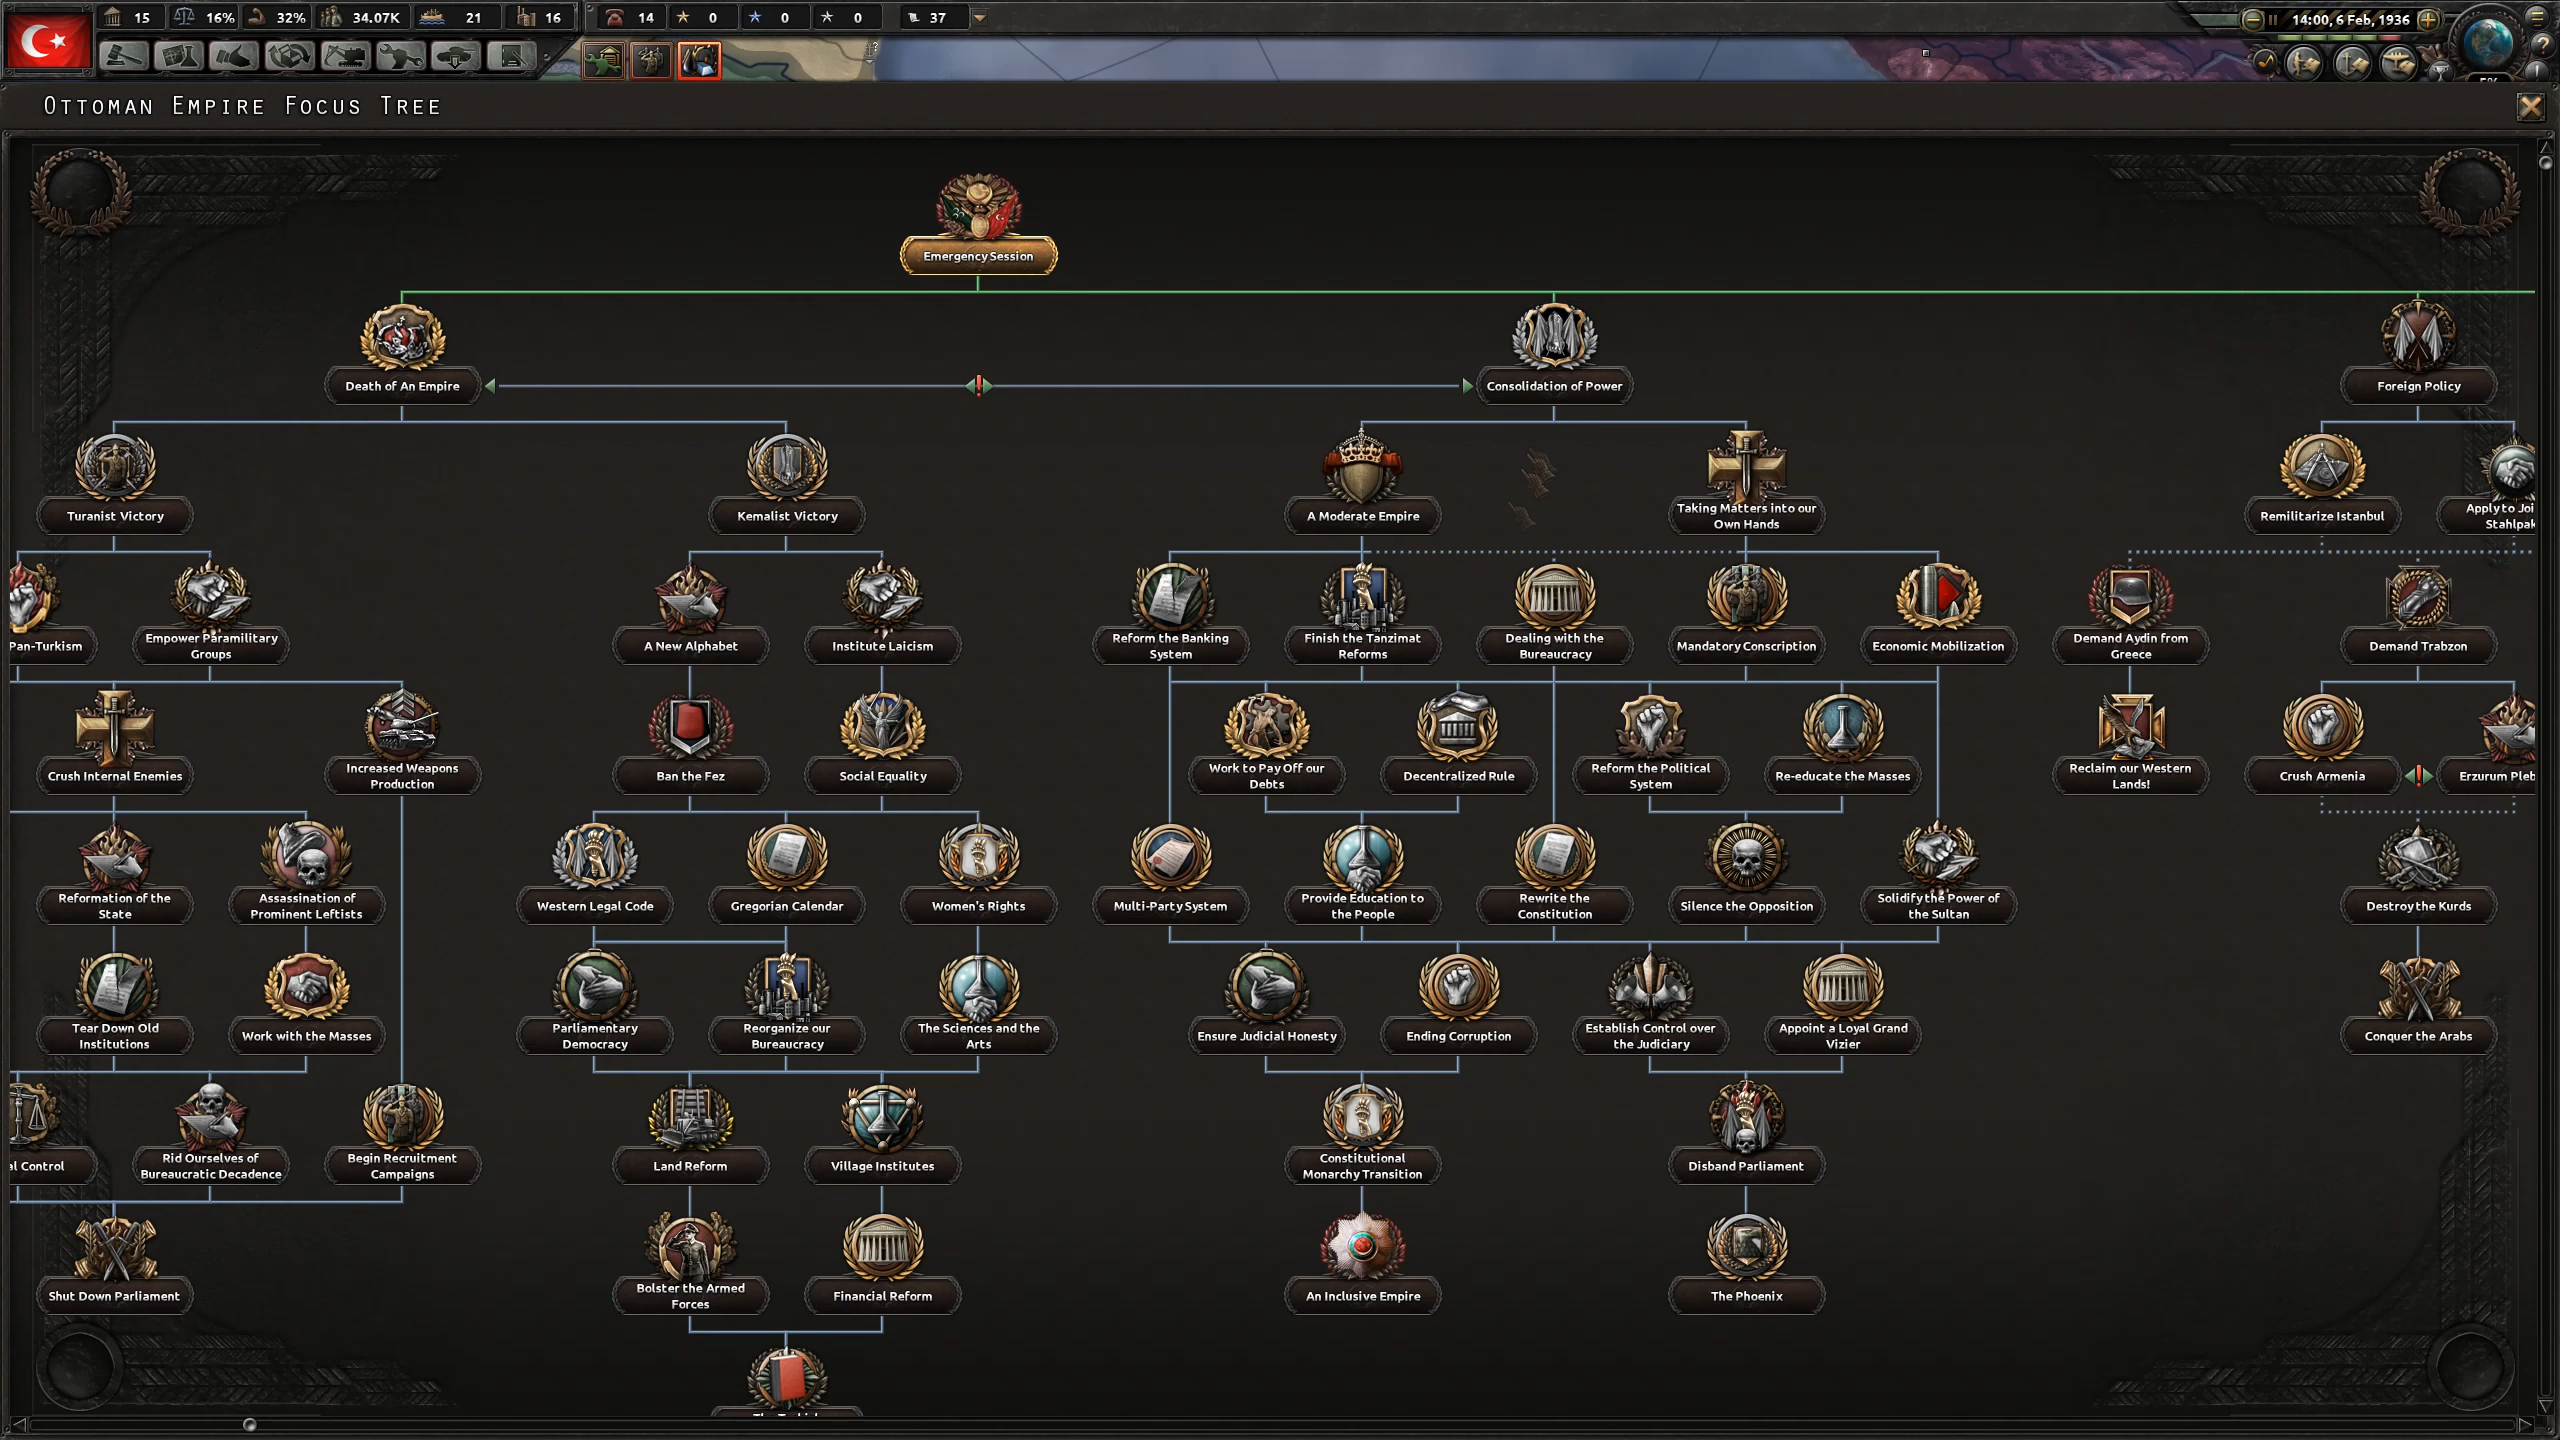 15
16%
32%
34.07K
21
16
14
0
0
0
37
14:00, 6 Feb, 1936
Ottoman Empire Focus Tree
Emergency Session
Death of An Empire
Consolidation of Power
Foreign Policy
Turanist Victory
Kemalist Victory
A Moderate Empire
Taking Matters into our
Own Hands
Remilitarize Istanbul
Apply to Joi
Stahlpak
Pan-Turkism
Empower Paramilitary
Groups
A New Alphabet
Institute Laicism
Reform the Banking
System
Finish the Tanzimat
Reforms
Dealing with the
Bureaucracy
Mandatory Conscription
Economic Mobilization
Demand Aydin from
Greece
Demand Trabzon
Crush Internal Enemies
Increased Weapons
Production
Ban the Fez
Social Equality
Work to Pay Off our
Debts
Decentralized Rule
Reform the Political
System
Re-educate the Masses
Reclaim our Western
Lands!
Crush Armenia
Erzurum Pleb
Reformation of the
State
Assassination of
Prominent Leftists
Western Legal Code
Gregorian Calendar
Women's Rights
Multi-Party System
Provide Education to
the People
Rewrite the
Constitution
Silence the Opposition
Solidify the Power of
the Sultan
Destroy the Kurds
Tear Down Old
Institutions
Work with the Masses
Parliamentary
Democracy
Reorganize our
Bureaucracy
The Sciences and the
Arts
Ensure Judicial Honesty
Ending Corruption
Establish Control over
the Judiciary
Appoint a Loyal Grand
Vizier
Conquer the Arabs
al Control
Rid Ourselves of
Bureaucratic Decadence
Begin Recruitment
Campaigns
Land Reform
Village Institutes
Constitutional
Monarchy Transition
Disband Parliament
Shut Down Parliament
Bolster the Armed
Forces
Financial Reform
An Inclusive Empire
The Phoenix